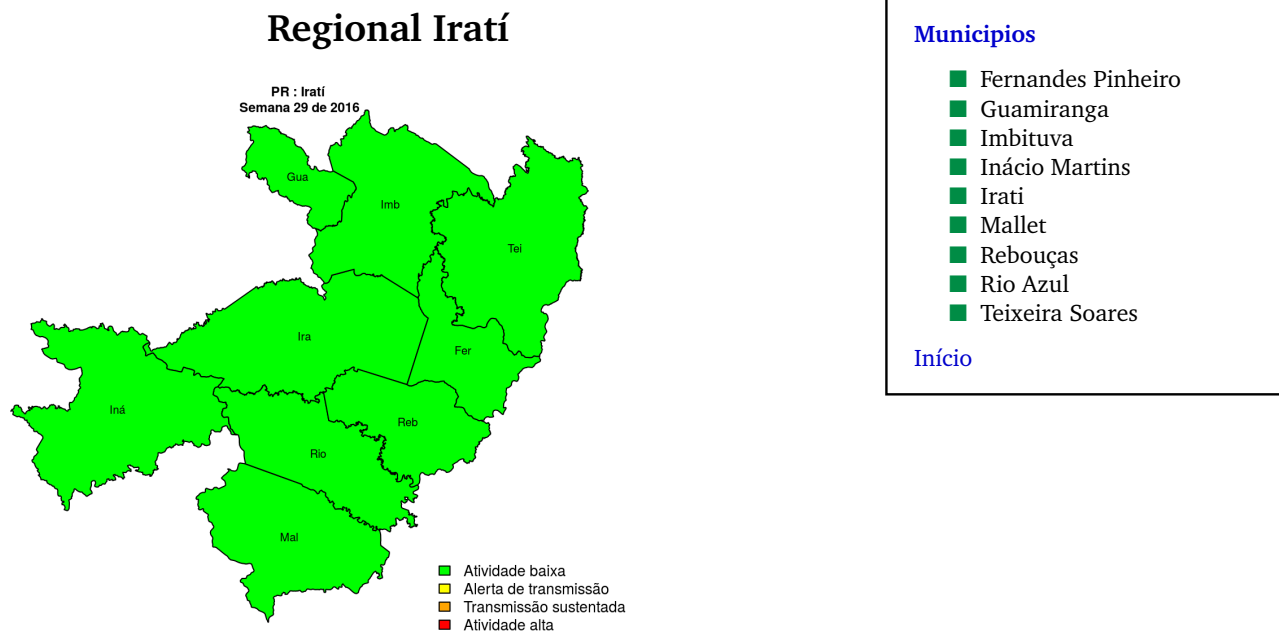 Regional Iratí
PR : Iratí
Semana 29 de 2016
Gua
Imb
Tei
Ira
Fer
Iná
Reb
Rio
Mal
Atividade baixa
Alerta de transmissão
Transmissão sustentada
Atividade alta
Municipios
Fernandes Pinheiro
Guamiranga
Imbituva
Inácio Martins
Irati
Mallet
Rebouças
Rio Azul
Teixeira Soares
Início